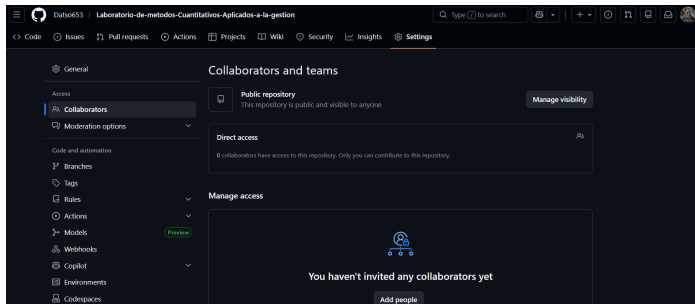 Datso653 / Laboratorio-de-metodos-Cuantitativos-Aplicados-a-la-gestion
Type / to search
Code Issues Pull requests Actions Projects Wiki Security Insights Settings
General
Access
Collaborators
Moderation options
Code and automation
Branches
Tags
Rules
Actions
Models Preview
Webhooks
Copilot
Environments
Codespaces
Collaborators and teams
Public repository
This repository is public and visible to anyone
Manage visibility
Direct access
0 collaborators have access to this repository. Only you can contribute to this repository.
Manage access
You haven't invited any collaborators yet
Add people